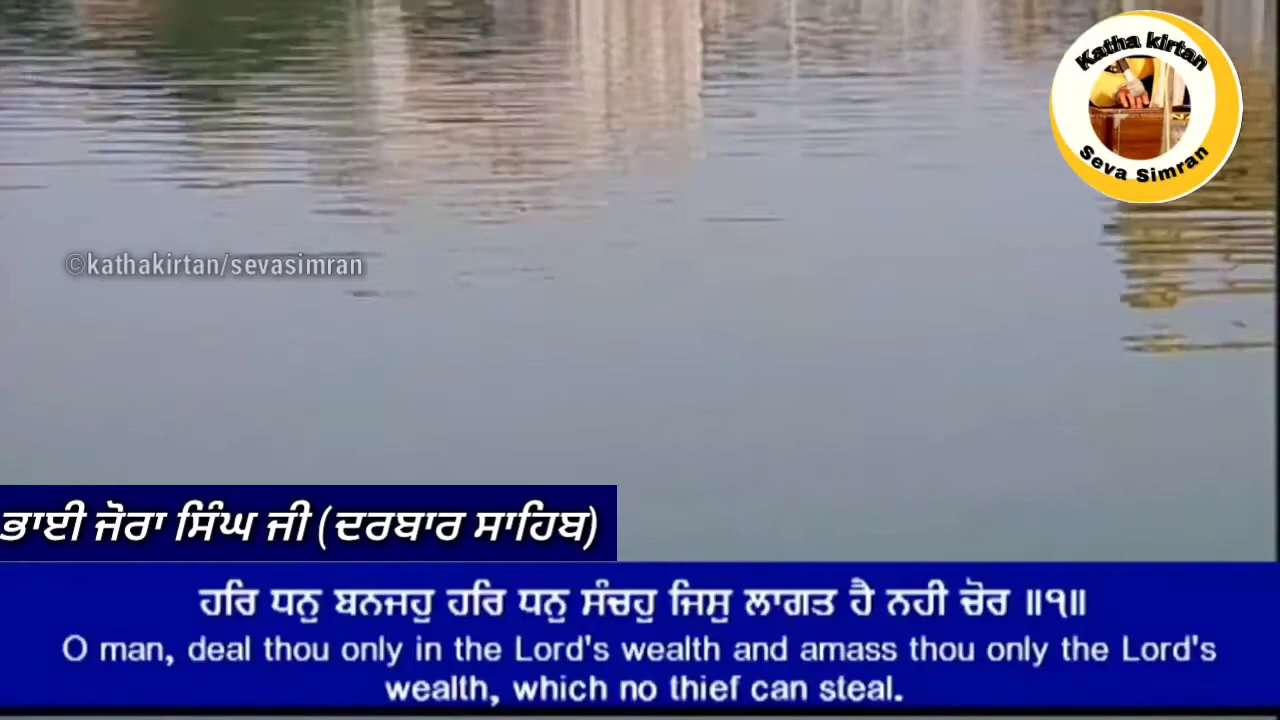 Katha kirtan
Seva Simran
©kathakirtan/sevasimran
ਭਾਈ ਜੋਰਾ ਸਿੰਘ ਜੀ (ਦਰਬਾਰ ਸਾਹਿਬ)
ਹਰਿ ਧਨੁ ਬਨਜਹੁ ਹਰਿ ਧਨੁ ਸੰਚਹੁ ਜਿਸੁ ਲਾਗਤ ਹੈ ਨਹੀ ਚੋਰ ॥੧॥
O man, deal thou only in the Lord's wealth and amass thou only the Lord's
wealth, which no thief can steal.